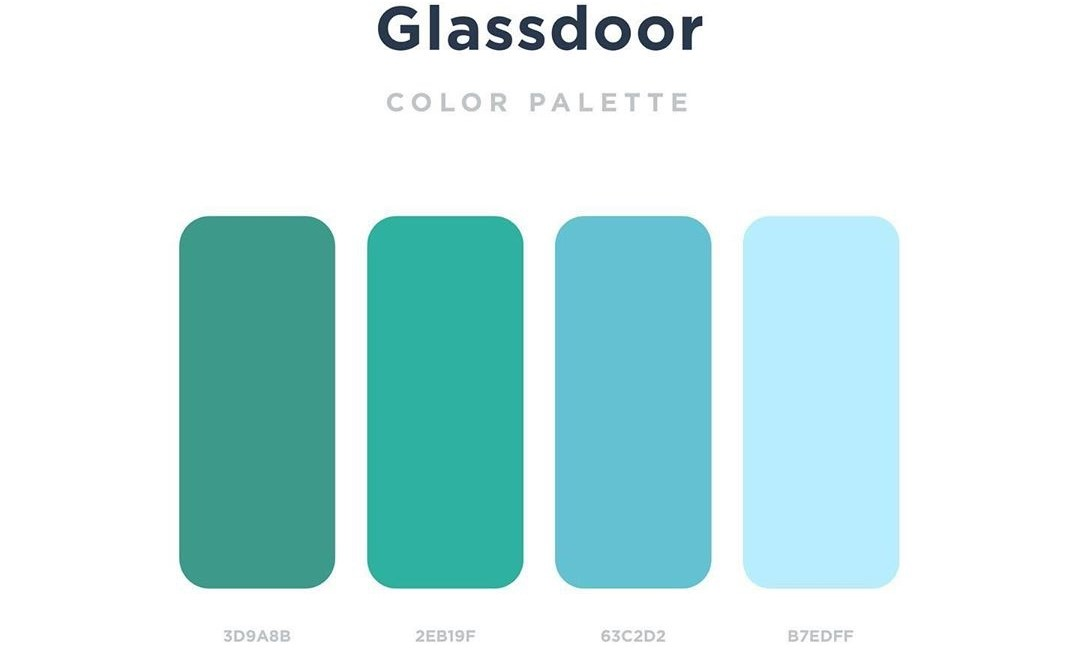 Glassdoor
COLOR PALETTE
3D9A8B 2EB19F 63C2D2 B7EDFF